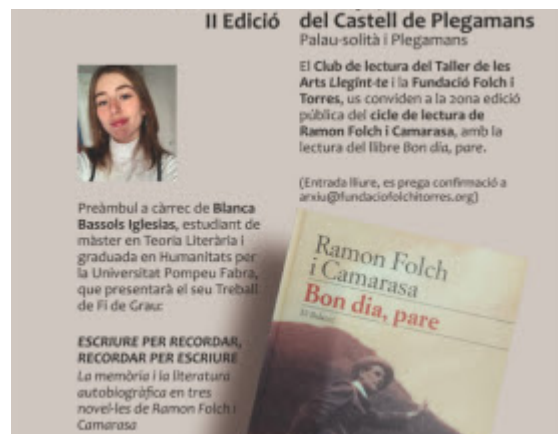 II Edició
Preàmbul a càrrec de Blanca
Bassols Iglesias, estudiant de
màster en Teoria Literària i
graduada en Humanitats per
la Universitat Pompeu Fabra,
que presentarà el seu Treball
de Fi de Grau:
ESCRIURE PER RECORDAR,
RECORDAR PER ESCRIURE
La memòria i la literatura
autobiogràfica en tres
novel·les de Ramon Folch i
Camarasa
del Castell de Plegamans
Palau-solità i Plegamans
El Club de lectura del Taller de les
Arts Llegint-te i la Fundació Folch i
Torres, us conviden a la 2ona edició
pública del cicle de lectura de
Ramon Folch i Camarasa, amb la
lectura del llibre Bon dia, pare.
(Entrada lliure, es prega confirmació a
arxiu@fundaciofolchitorres.org)
Ramon Folch
i Camarasa
Bon dia, pare